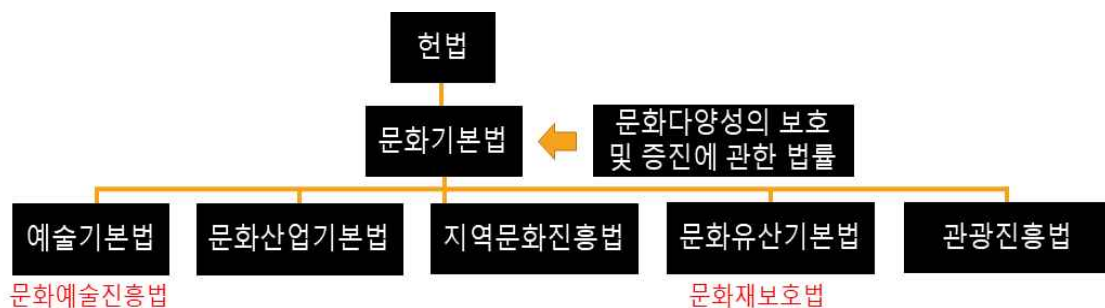 헌법
문화기본법
문화다양성의 보호
및 증진에 관한 법률
예술기본법
문화산업기본법
지역문화진흥법
문화유산기본법
관광진흥법
문화예술진흥법
문화재보호법